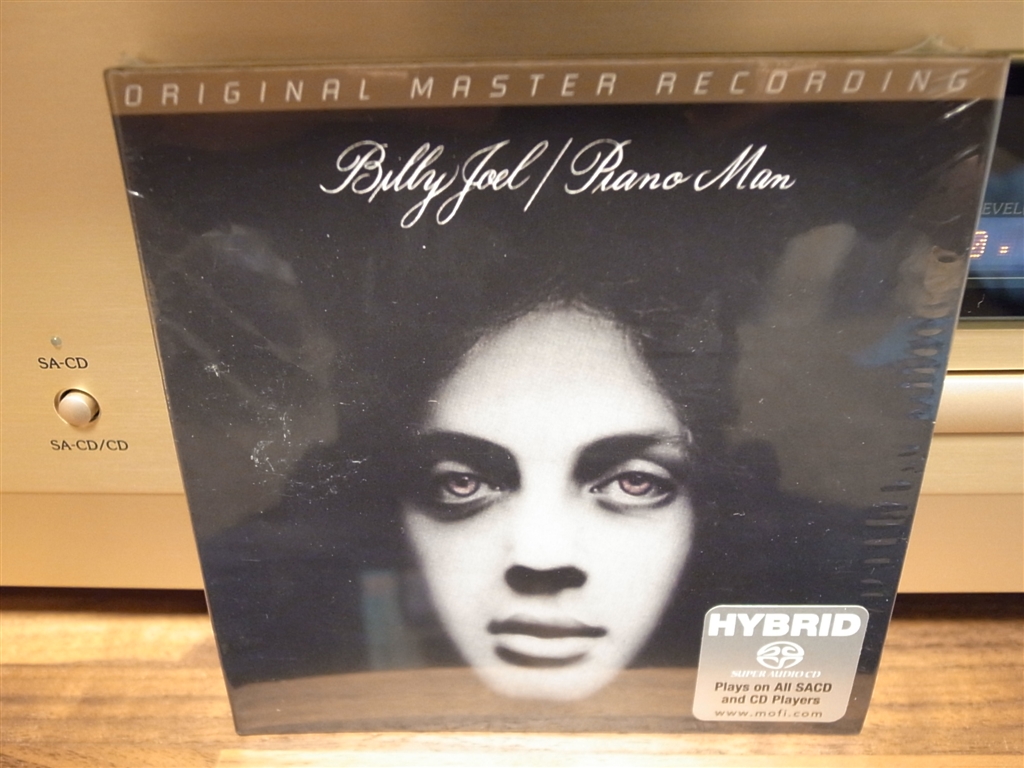 ORIGINAL MASTER RECORDING
Billy Joel / Piano Man
EVEL
SA-CD
SA-CD/CD
HYBRID
SUPER AUDIO CD
Plays on All SACD
and CD Players
www.mofi.com